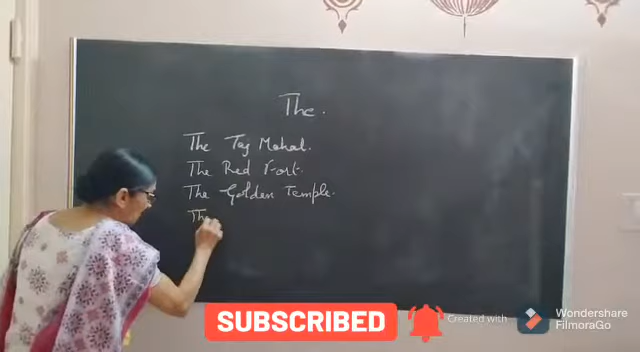 The.
The Taj Mahal.
The Red Fort.
The Golden Temple.
The
SUBSCRIBED
Created with
Wondershare
FilmoraGo